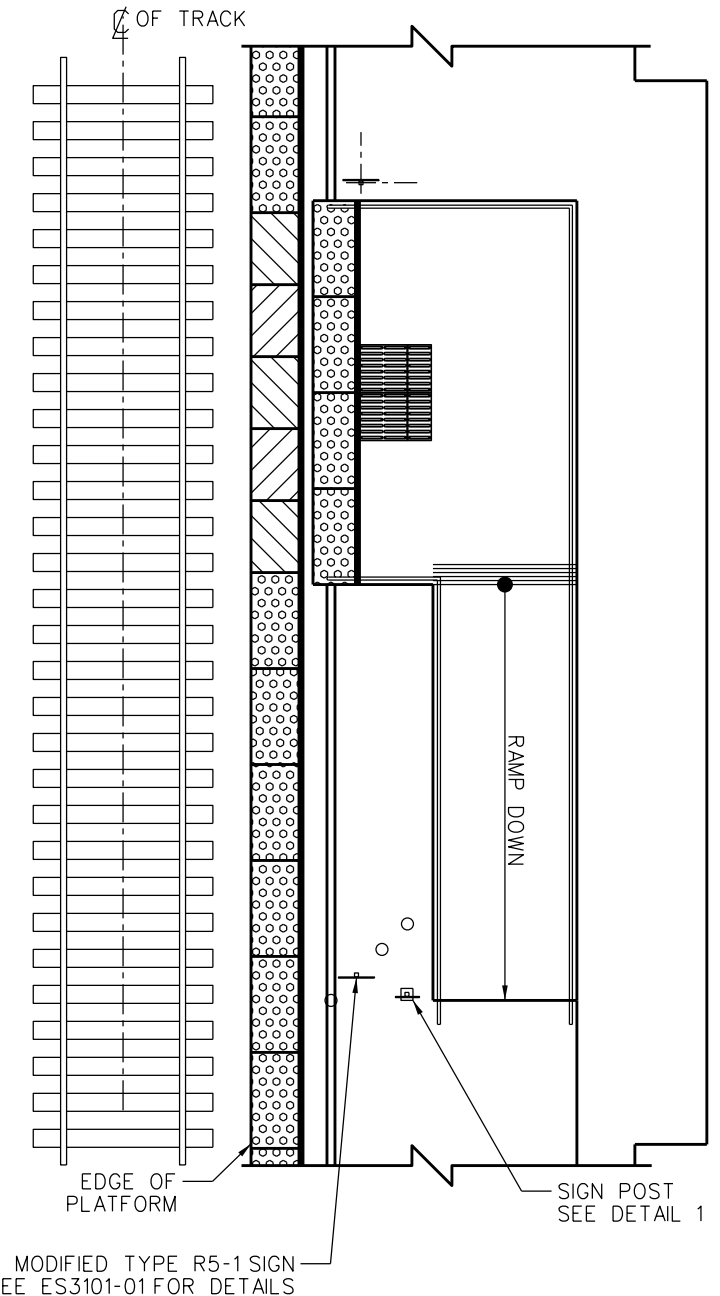 ℄ OF TRACK
RAMP DOWN
EDGE OF
PLATFORM
SIGN POST
SEE DETAIL 1
MODIFIED TYPE R5-1 SIGN
EE ES3101-01 FOR DETAILS